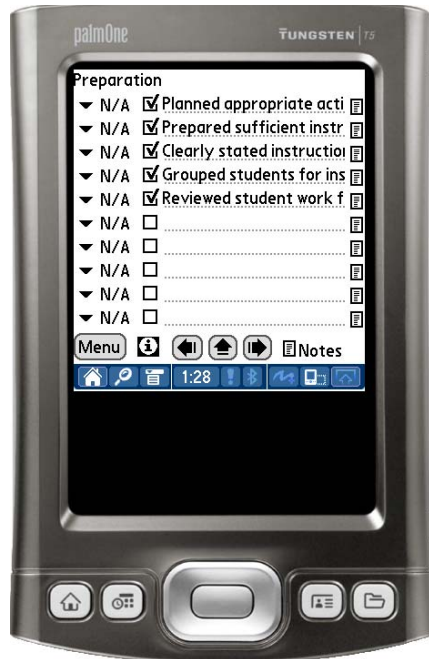 palmOne TUNGSTEN T5
Preparation
N/A Planned appropriate acti
N/A Prepared sufficient instr
N/A Clearly stated instruction
N/A Grouped students for ins
N/A Reviewed student work f
N/A
N/A
N/A
N/A
N/A
Menu Notes
1:28